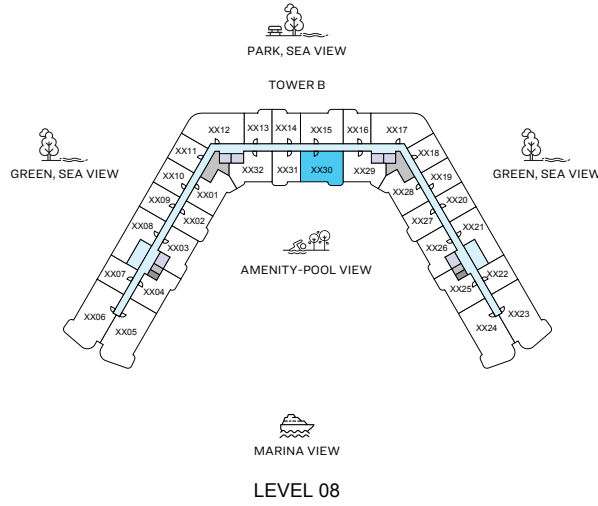 PARK, SEA VIEW
TOWER B
XX12
XX13
XX14
XX15
XX16
XX17
XX11
XX32
XX31
XX30
XX29
XX18
XX10
XX01
XX28
XX19
GREEN, SEA VIEW
GREEN, SEA VIEW
XX09
XX02
XX27
XX20
XX08
XX03
XX26
XX21
AMENITY-POOL VIEW
XX07
XX04
XX25
XX22
XX06
XX05
XX24
XX23
MARINA VIEW
LEVEL 08